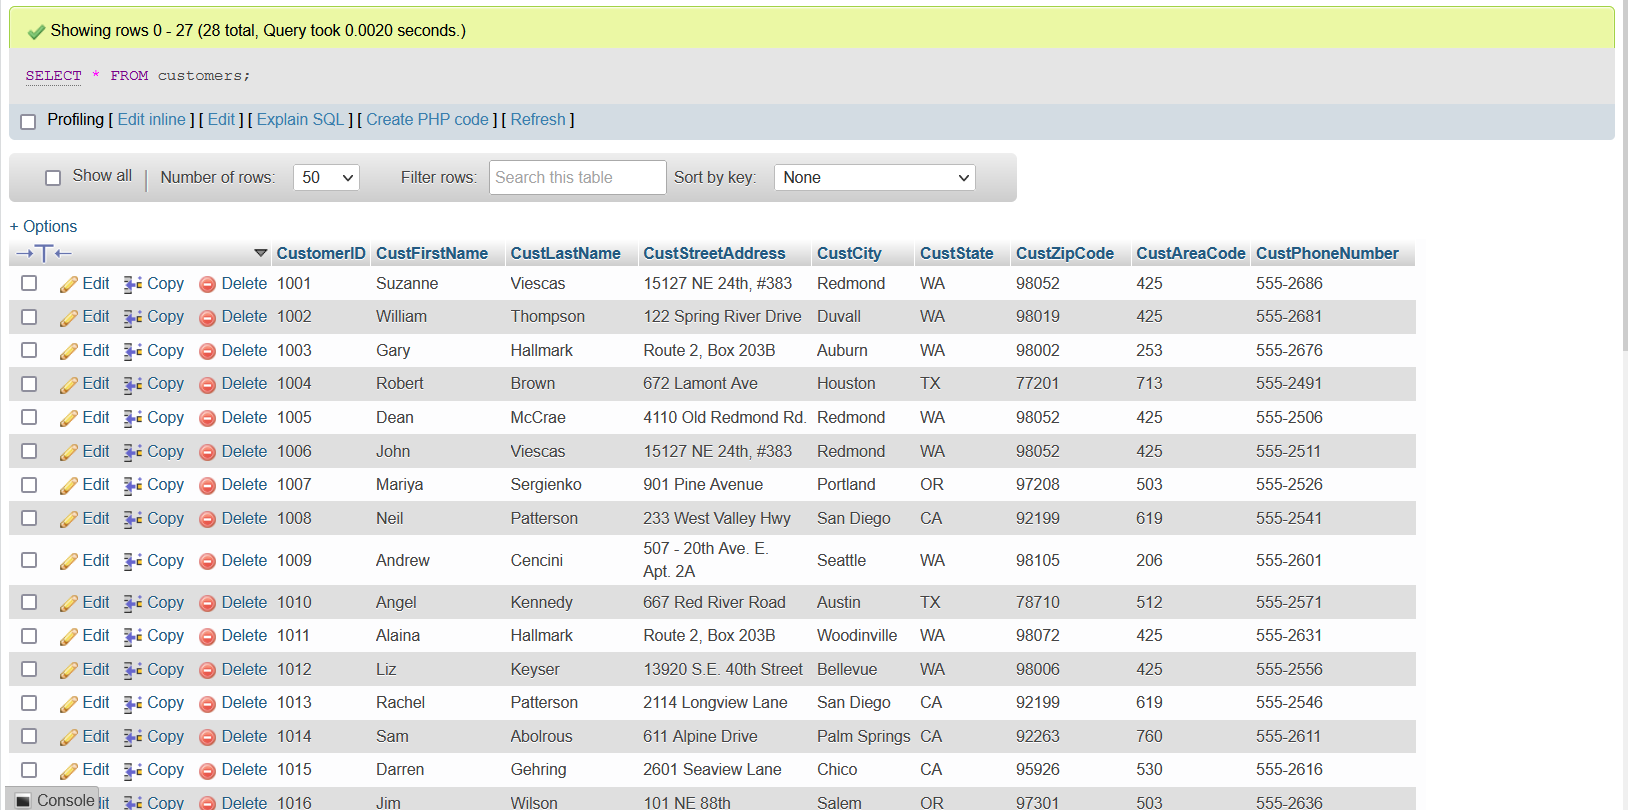 Showing rows 0 - 27 (28 total, Query took 0.0020 seconds.)
SELECT * FROM customers;
Profiling [ Edit inline ] [ Edit ] [ Explain SQL ] [ Create PHP code ] [ Refresh ]
Show all | Number of rows: 50 Filter rows: Search this table Sort by key: None
+ Options
CustomerID CustFirstName CustLastName CustStreetAddress CustCity CustState CustZipCode CustAreaCode CustPhoneNumber
Edit Copy Delete 1001 Suzanne Viescas 15127 NE 24th, #383 Redmond WA 98052 425 555-2686
Edit Copy Delete 1002 William Thompson 122 Spring River Drive Duvall WA 98019 425 555-2681
Edit Copy Delete 1003 Gary Hallmark Route 2, Box 203B Auburn WA 98002 253 555-2676
Edit Copy Delete 1004 Robert Brown 672 Lamont Ave Houston TX 77201 713 555-2491
Edit Copy Delete 1005 Dean McCrae 4110 Old Redmond Rd. Redmond WA 98052 425 555-2506
Edit Copy Delete 1006 John Viescas 15127 NE 24th, #383 Redmond WA 98052 425 555-2511
Edit Copy Delete 1007 Mariya Sergienko 901 Pine Avenue Portland OR 97208 503 555-2526
Edit Copy Delete 1008 Neil Patterson 233 West Valley Hwy San Diego CA 92199 619 555-2541
Edit Copy Delete 1009 Andrew Cencini 507 - 20th Ave. E. Seattle WA 98105 206 555-2601
Apt. 2A
Edit Copy Delete 1010 Angel Kennedy 667 Red River Road Austin TX 78710 512 555-2571
Edit Copy Delete 1011 Alaina Hallmark Route 2, Box 203B Woodinville WA 98072 425 555-2631
Edit Copy Delete 1012 Liz Keyser 13920 S.E. 40th Street Bellevue WA 98006 425 555-2556
Edit Copy Delete 1013 Rachel Patterson 2114 Longview Lane San Diego CA 92199 619 555-2546
Edit Copy Delete 1014 Sam Abolrous 611 Alpine Drive Palm Springs CA 92263 760 555-2611
Edit Copy Delete 1015 Darren Gehring 2601 Seaview Lane Chico CA 95926 530 555-2616
Console it Copy Delete 1016 Jim Wilson 101 NE 88th Salem OR 97301 503 555-2636